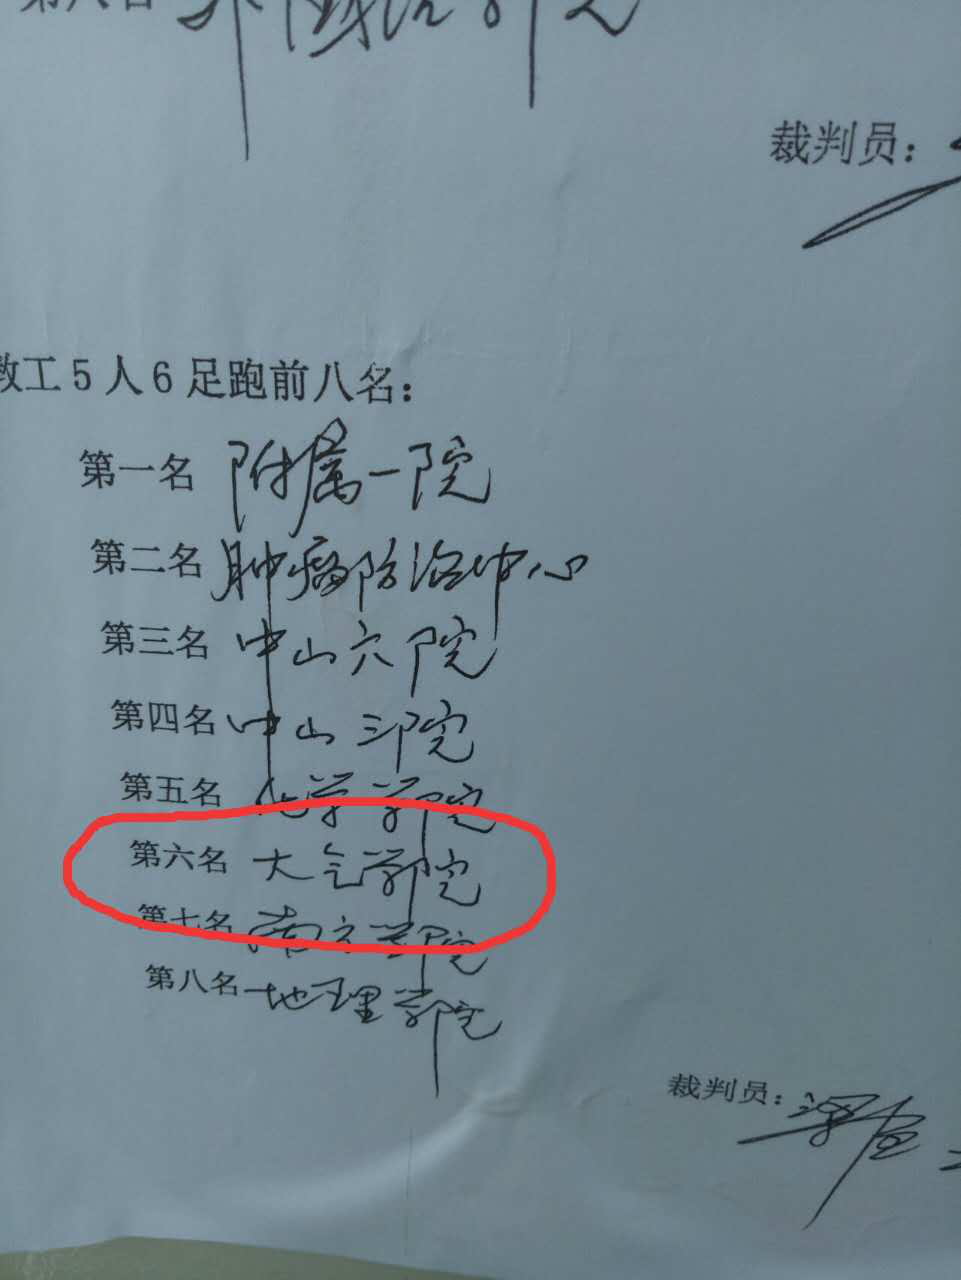 裁判员：
教工5人6足跑前八名：
第一名 附属一院
第二名 肿瘤防治中心
第三名 中山六院
第四名 中山三院
第五名 化学学院
第六名 大气学院
第七名 南方学院
第八名 地理学院
裁判员：